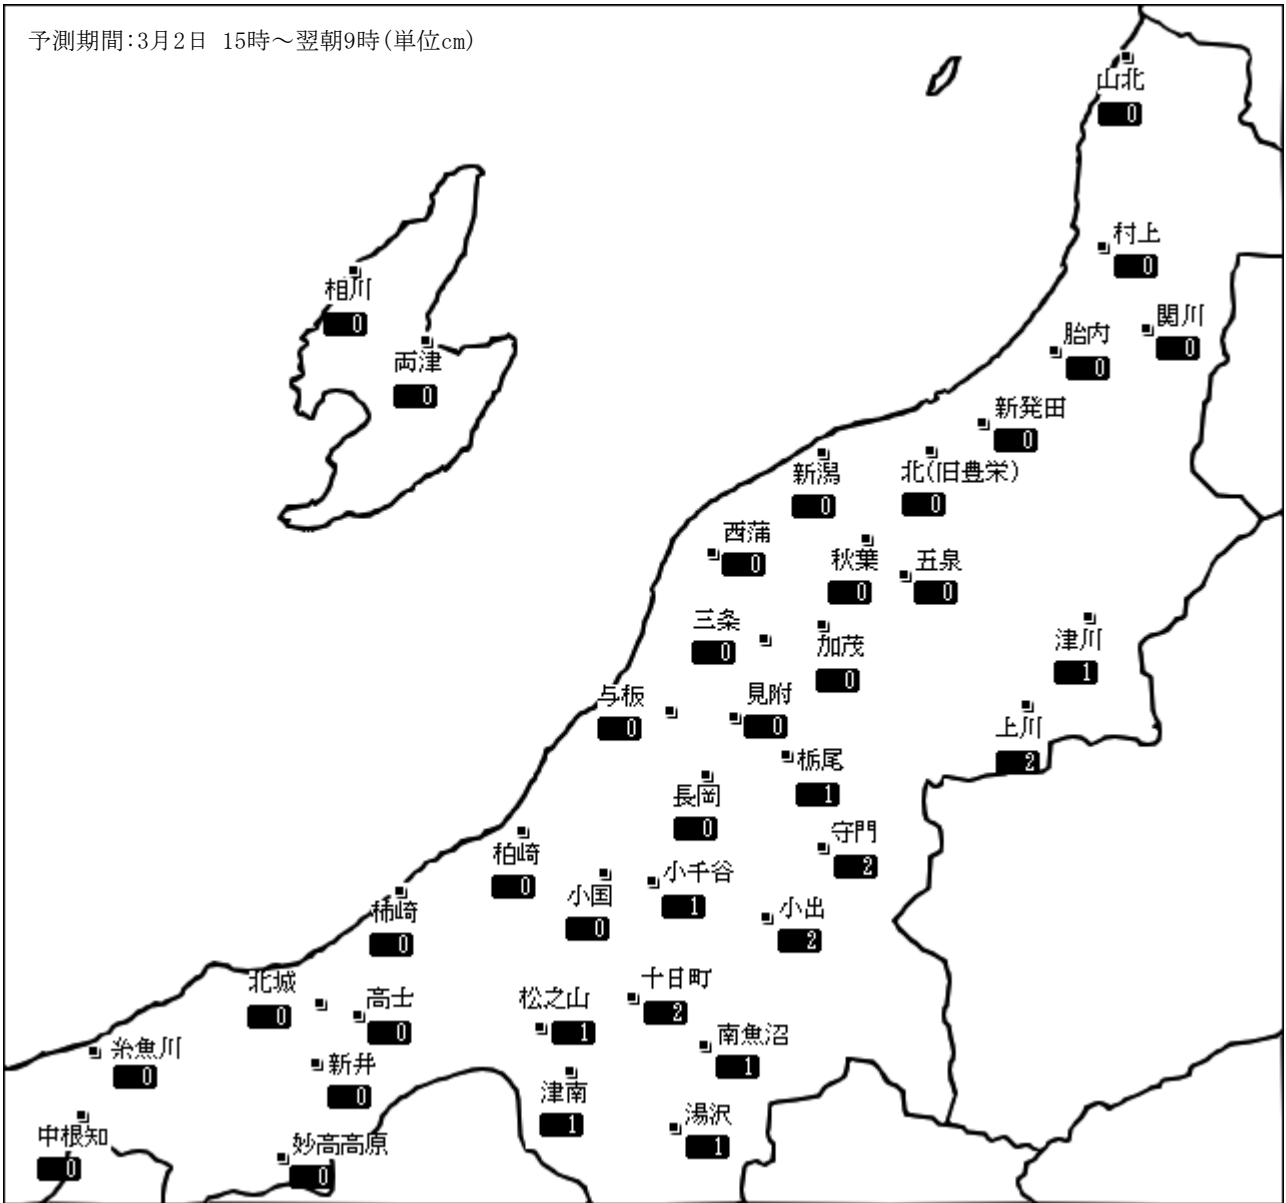 予測期間:3月2日 15時～翌朝9時(単位cm)
山北
0
村上
0
相川
0
関川
0
胎内
0
両津
0
新発田
0
新潟
0
北(旧豊栄)
0
西蒲
0
秋葉
0
五泉
0
三条
0
加茂
0
津川
1
与板
0
見附
0
上川
2
栃尾
1
長岡
0
守門
2
柏崎
0
小千谷
1
小国
0
小出
2
柿崎
0
北城
0
高士
0
松之山
1
十日町
2
南魚沼
1
糸魚川
0
新井
0
津南
1
湯沢
1
中根知
0
妙高高原
0